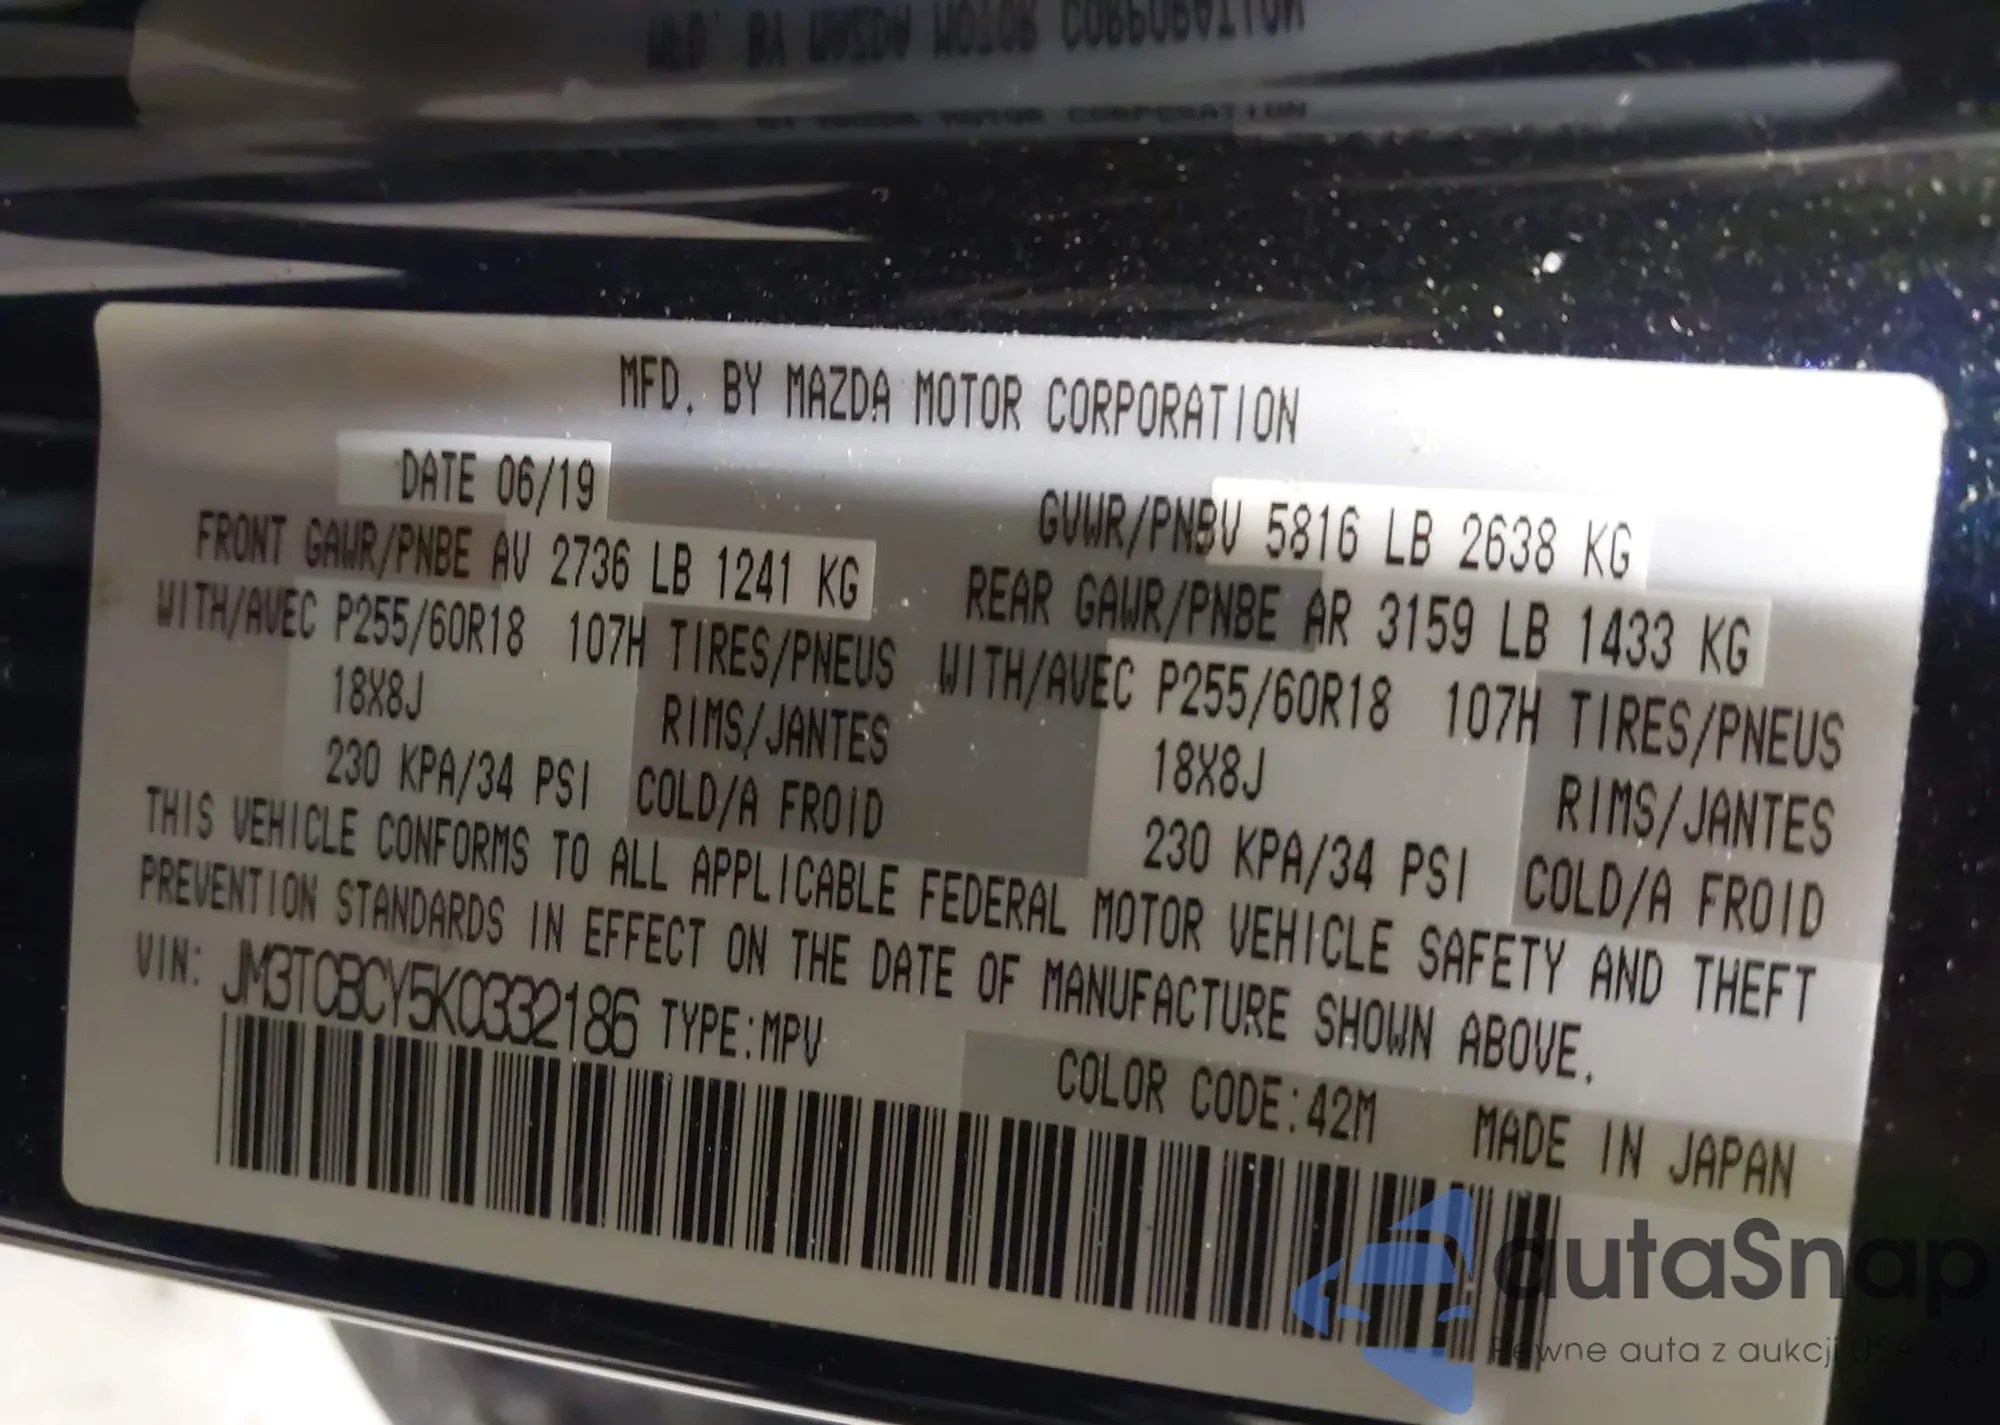 MFD. BY MAZDA MOTOR CORPORATION
DATE 06/19
GVWR/PNBV 5816 LB 2638 KG
FRONT GAWR/PNBE AV 2736 LB 1241 KG
REAR GAWR/PNBE AR 3159 LB 1433 KG
WITH/AVEC P255/60R18 107H TIRES/PNEUS
WITH/AVEC P255/60R18 107H TIRES/PNEUS
18X8J RIMS/JANTES
18X8J RIMS/JANTES
230 KPA/34 PSI COLD/A FROID
230 KPA/34 PSI COLD/A FROID
THIS VEHICLE CONFORMS TO ALL APPLICABLE FEDERAL MOTOR VEHICLE SAFETY AND THEFT
PREVENTION STANDARDS IN EFFECT ON THE DATE OF MANUFACTURE SHOWN ABOVE.
VIN: JM3TCBCY5K0332186 TYPE:MPV
COLOR CODE:42M MADE IN JAPAN
autaSnap
Pewne auta z aukcji USA